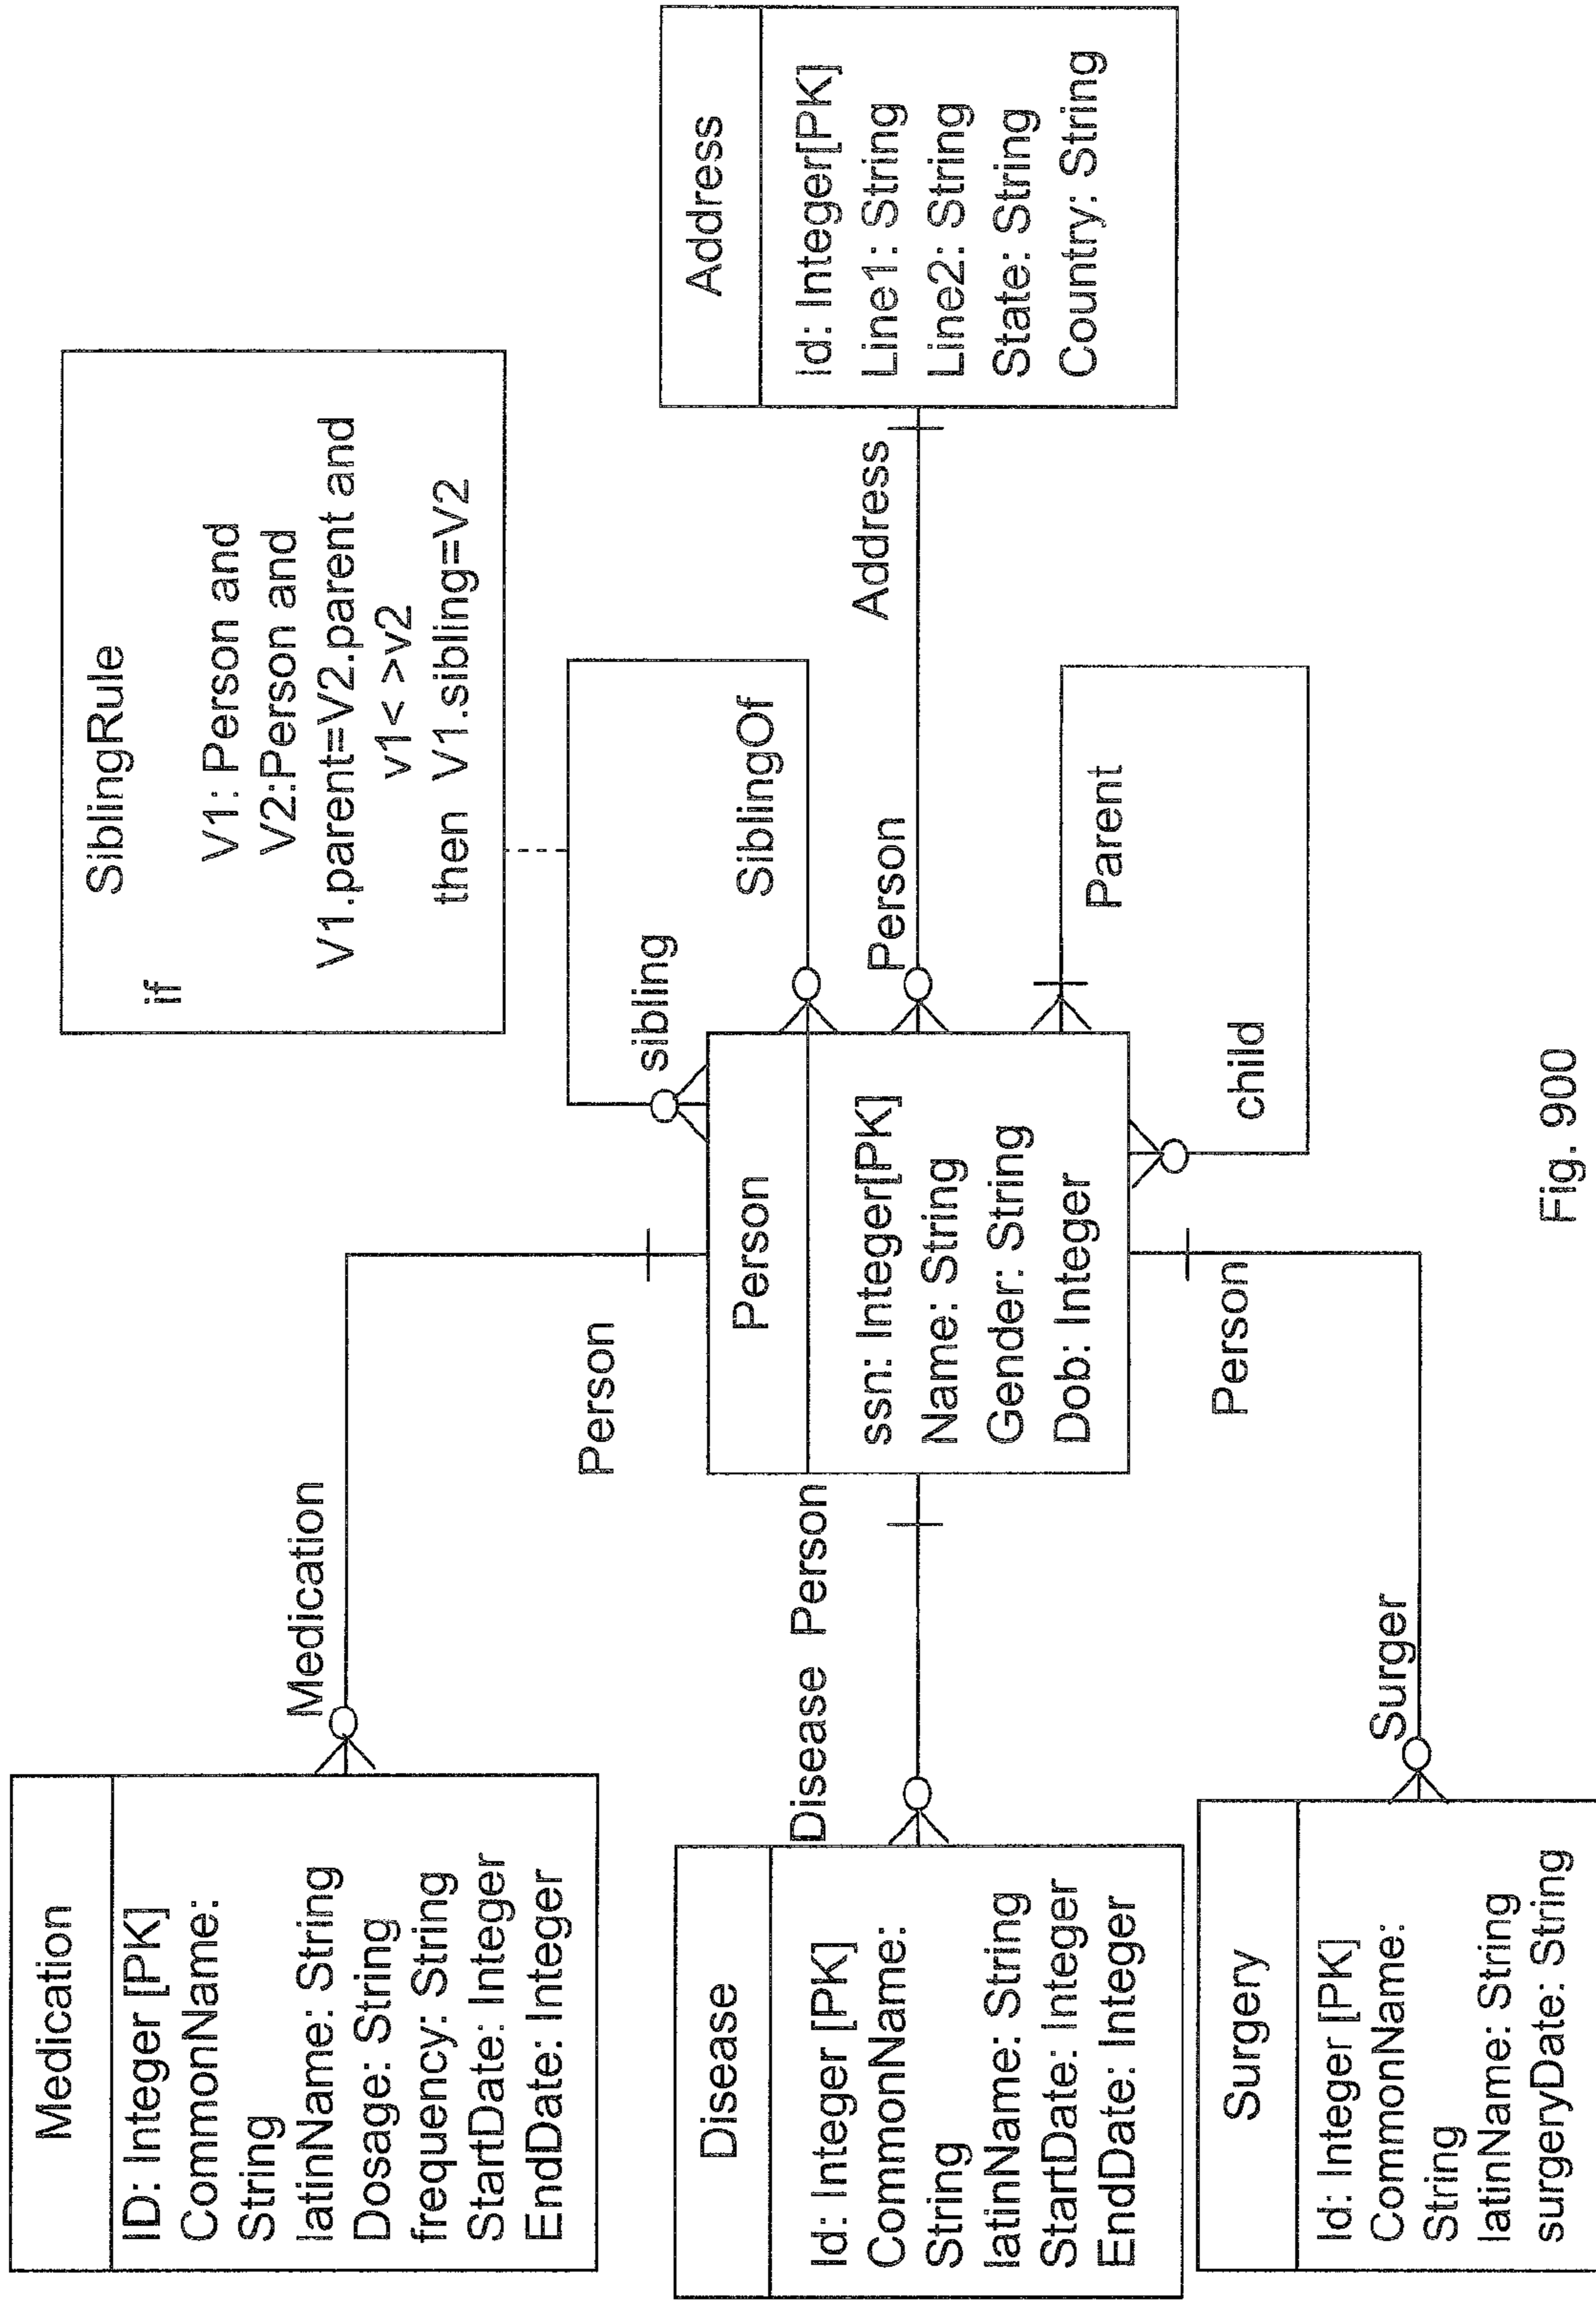 Medication
ID: Integer [PK]
CommonName:
String
latinName: String
Dosage: String
frequency: String
StartDate: Integer
EndDate: Integer
Medication
Person
SiblingRule
if
V1: Person and
V2:Person and
V1.parent=V2.parent and
v1< >v2
then V1.sibling=V2
sibling
SiblingOf
Disease
Id: Integer [PK]
CommonName:
String
latinName: String
StartDate: Integer
EndDate: Integer
Disease Person
Person
ssn: Integer[PK]
Name: String
Gender: String
Dob: Integer
Person
Address
Address
Id: Integer[PK]
Line1: String
Line2: String
State: String
Country: String
Parent
child
Person
Surger
Surgery
Id: Integer [PK]
CommonName:
String
latinName: String
surgeryDate: String
Fig. 900